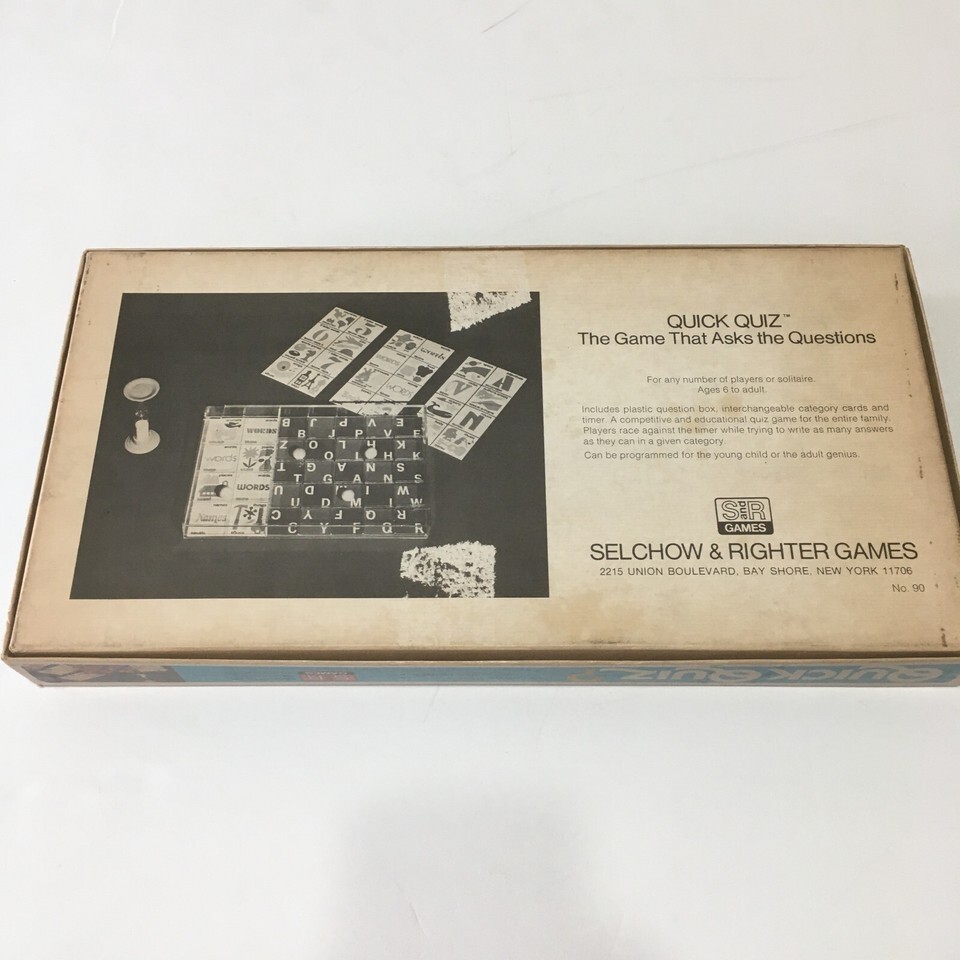 QUICK QUIZ™
The Game That Asks the Questions
For any number of players or solitaire.
Ages 6 to adult.
Includes plastic question box, interchangeable category cards and
timer. A competitive and educational quiz game for the entire family.
Players race against the timer while trying to write as many answers
as they can in a given category.
Can be programmed for the young child or the adult genius.
S and R
GAMES
SELCHOW & RIGHTER GAMES
2215 UNION BOULEVARD, BAY SHORE, NEW YORK 11706
No. 90
words
words
WORDS
E V P J B
B J P V E
K H L O Z T
T G A N S
W I M D U
U D M I W
R Q F Y C
C Y F Q R
QUICK QUIZ ?